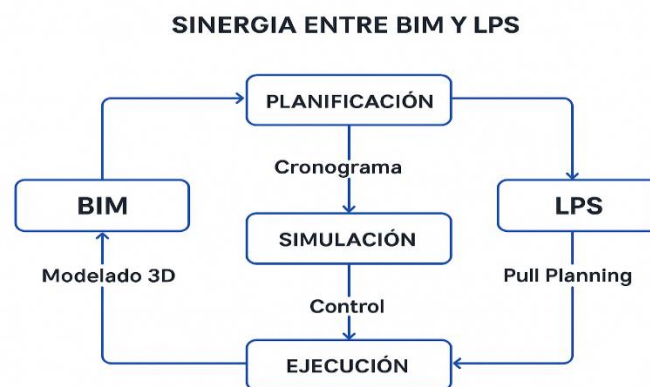 SINERGIA ENTRE BIM Y LPS
PLANIFICACIÓN
Cronograma
BIM
LPS
SIMULACIÓN
Modelado 3D
Pull Planning
Control
EJECUCIÓN